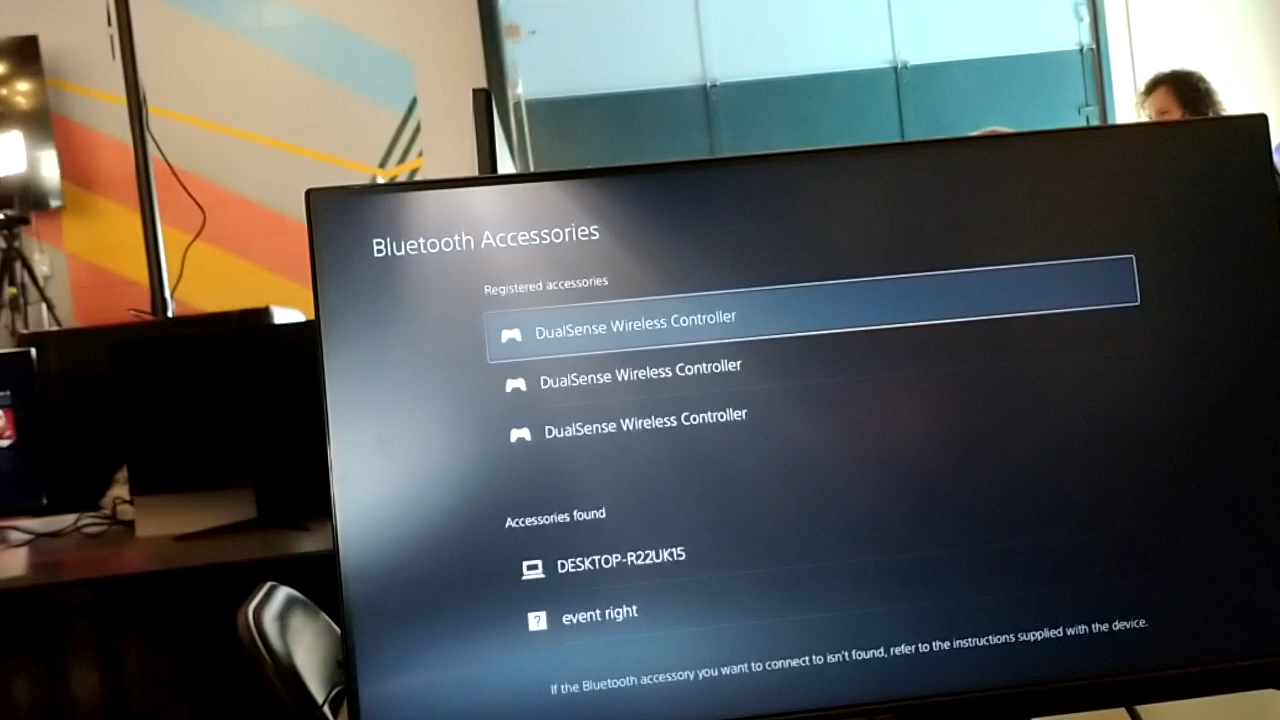 Bluetooth Accessories
Registered accessories
DualSense Wireless Controller
DualSense Wireless Controller
DualSense Wireless Controller
Accessories found
DESKTOP-R22UK15
? event right
If the Bluetooth accessory you want to connect to isn't found, refer to the instructions supplied with the device.